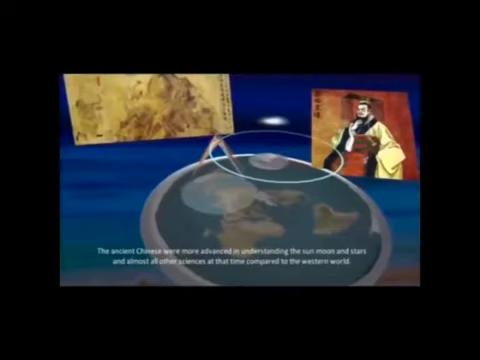 The ancient Chinese were more advanced in understanding the sun moon and stars
and almost all other sciences at that time compared to the western world.